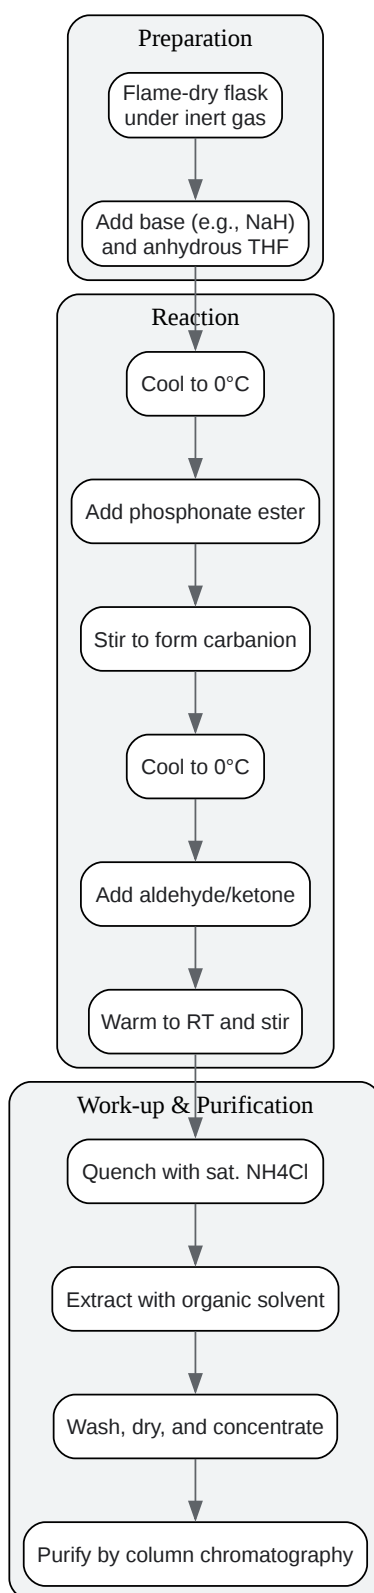 Preparation
Flame-dry flask
under inert gas
Add base (e.g., NaH)
and anhydrous THF
Reaction
Cool to 0°C
Add phosphonate ester
Stir to form carbanion
Cool to 0°C
Add aldehyde/ketone
Warm to RT and stir
Work-up & Purification
Quench with sat. NH4Cl
Extract with organic solvent
Wash, dry, and concentrate
Purify by column chromatography